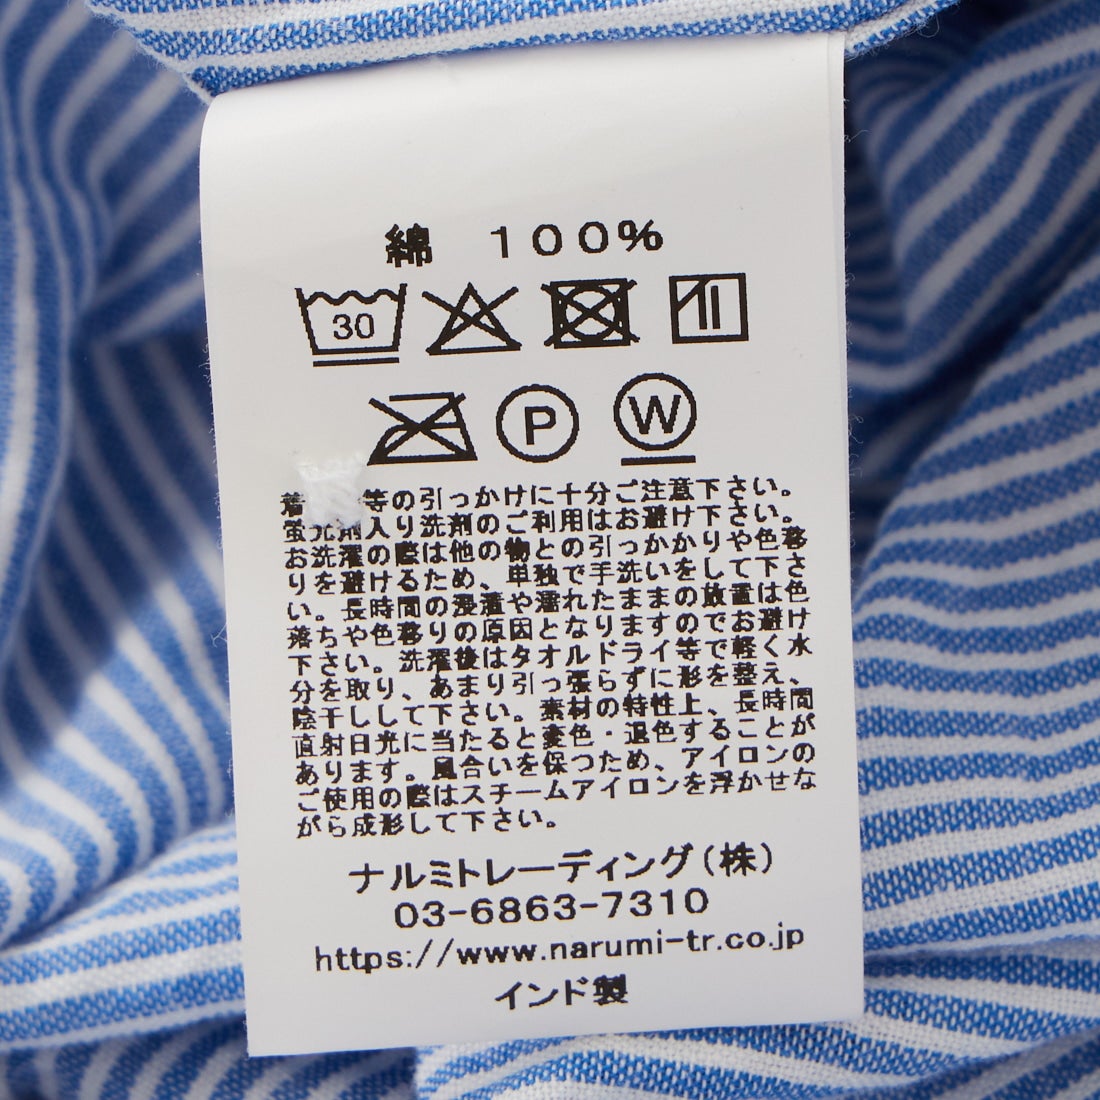 綿 100%
30
P W
着 等の引っかけに十分ご注意下さい。
蛍光剤入り洗剤のご利用はお避け下さい。
お洗濯の際は他の物との引っかかりや色移
りを避けるため、単独で手洗いをして下さ
い。長時間の浸漬や濡れたままの放置は色
落ちや色移りの原因となりますのでお避け
下さい。洗濯後はタオルドライ等で軽く水
分を取り、あまり引っ張らずに形を整え、
陰干しして下さい。素材の特性上、長時間
直射日光に当たると変色・退色することが
あります。風合いを保つため、アイロンの
ご使用の際はスチームアイロンを浮かせな
がら成形して下さい。
ナルミトレーディング(株)
03-6863-7310
https://www.narumi-tr.co.jp
インド製